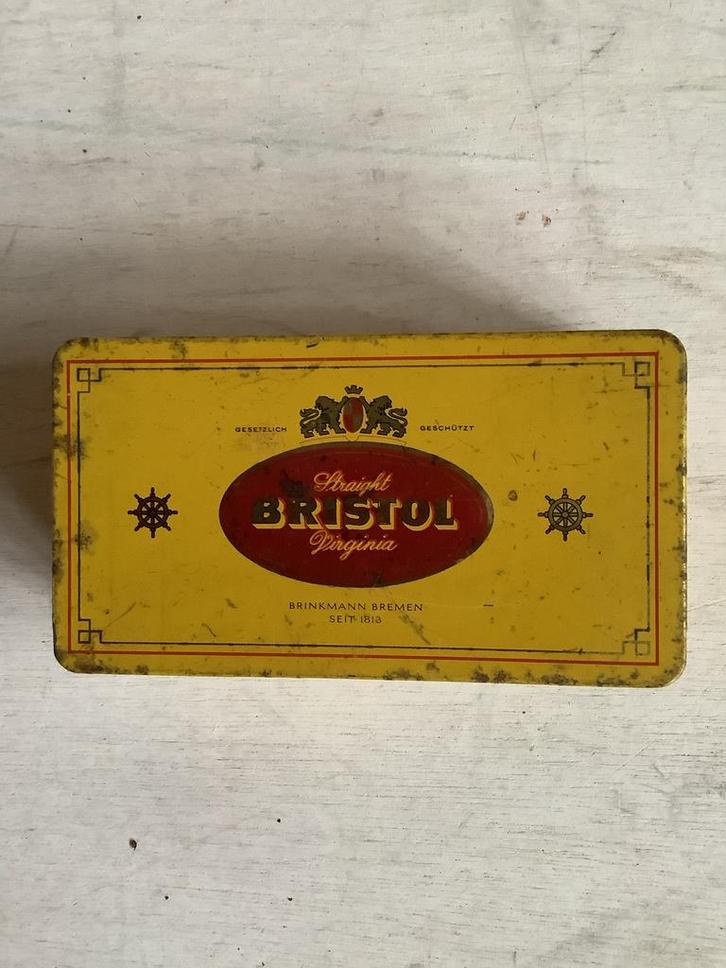 GESETZLICH GESCHÜTZT
Straight
BRISTOL
Virginia
BRINKMANN BREMEN
SEIT 1813